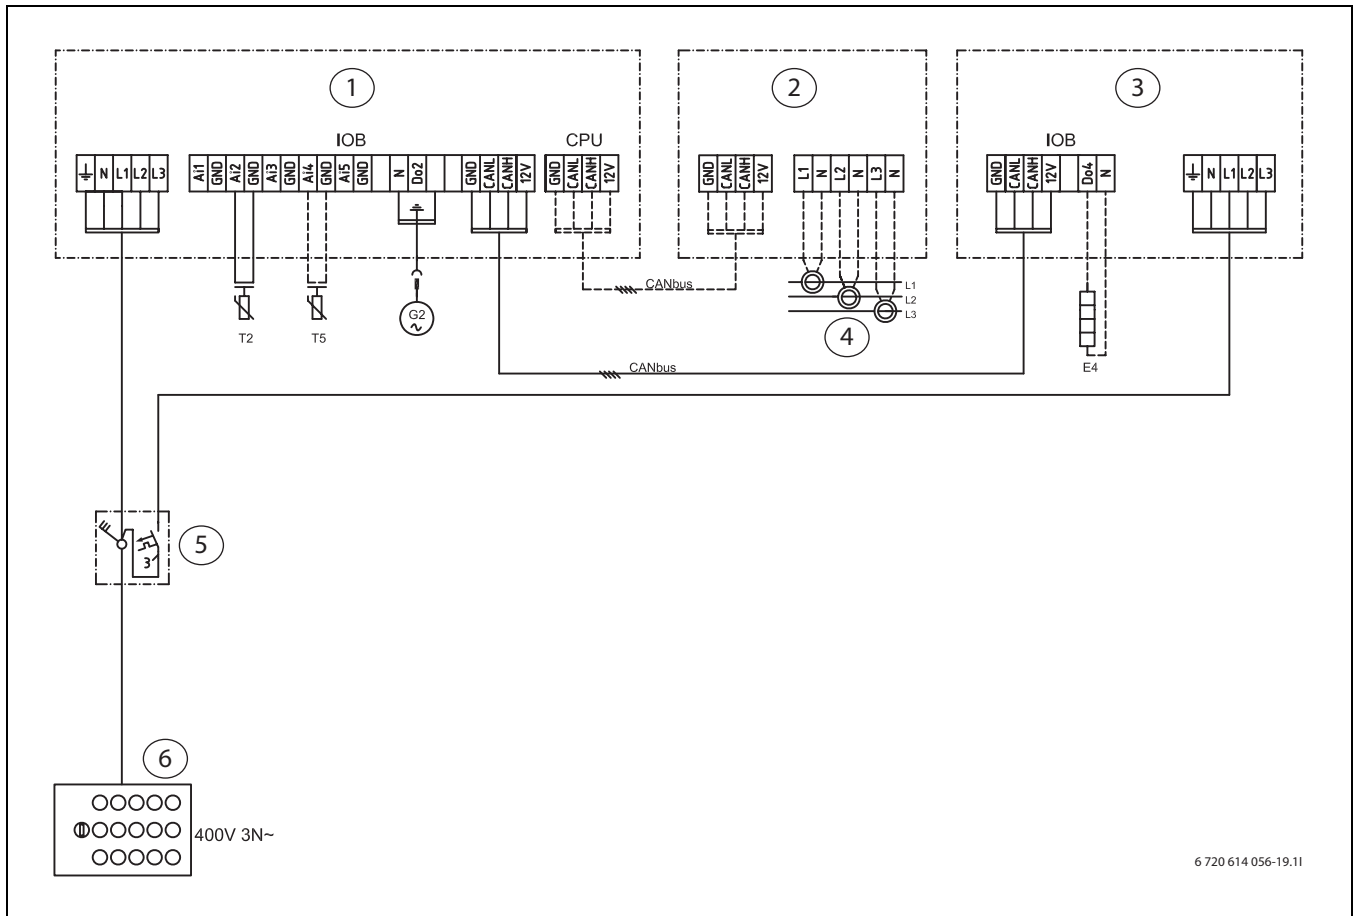 1
2
3
IOB
CPU
IOB
N L1 L2 L3
Ai1 GND Ai2 GND Ai3 GND Ai4 GND Ai5 GND N Do2 GND CANL CANH 12V
GND CANL CANH 12V
GND CANL CANH 12V
L1 N L2 N L3 N
GND CANL CANH 12V Do4 N
N L1 L2 L3
CANbus
L1
L2
L3
T2
T5
G2
4
CANbus
E4
5
3
6
400V 3N~
6 720 614 056-19.1I